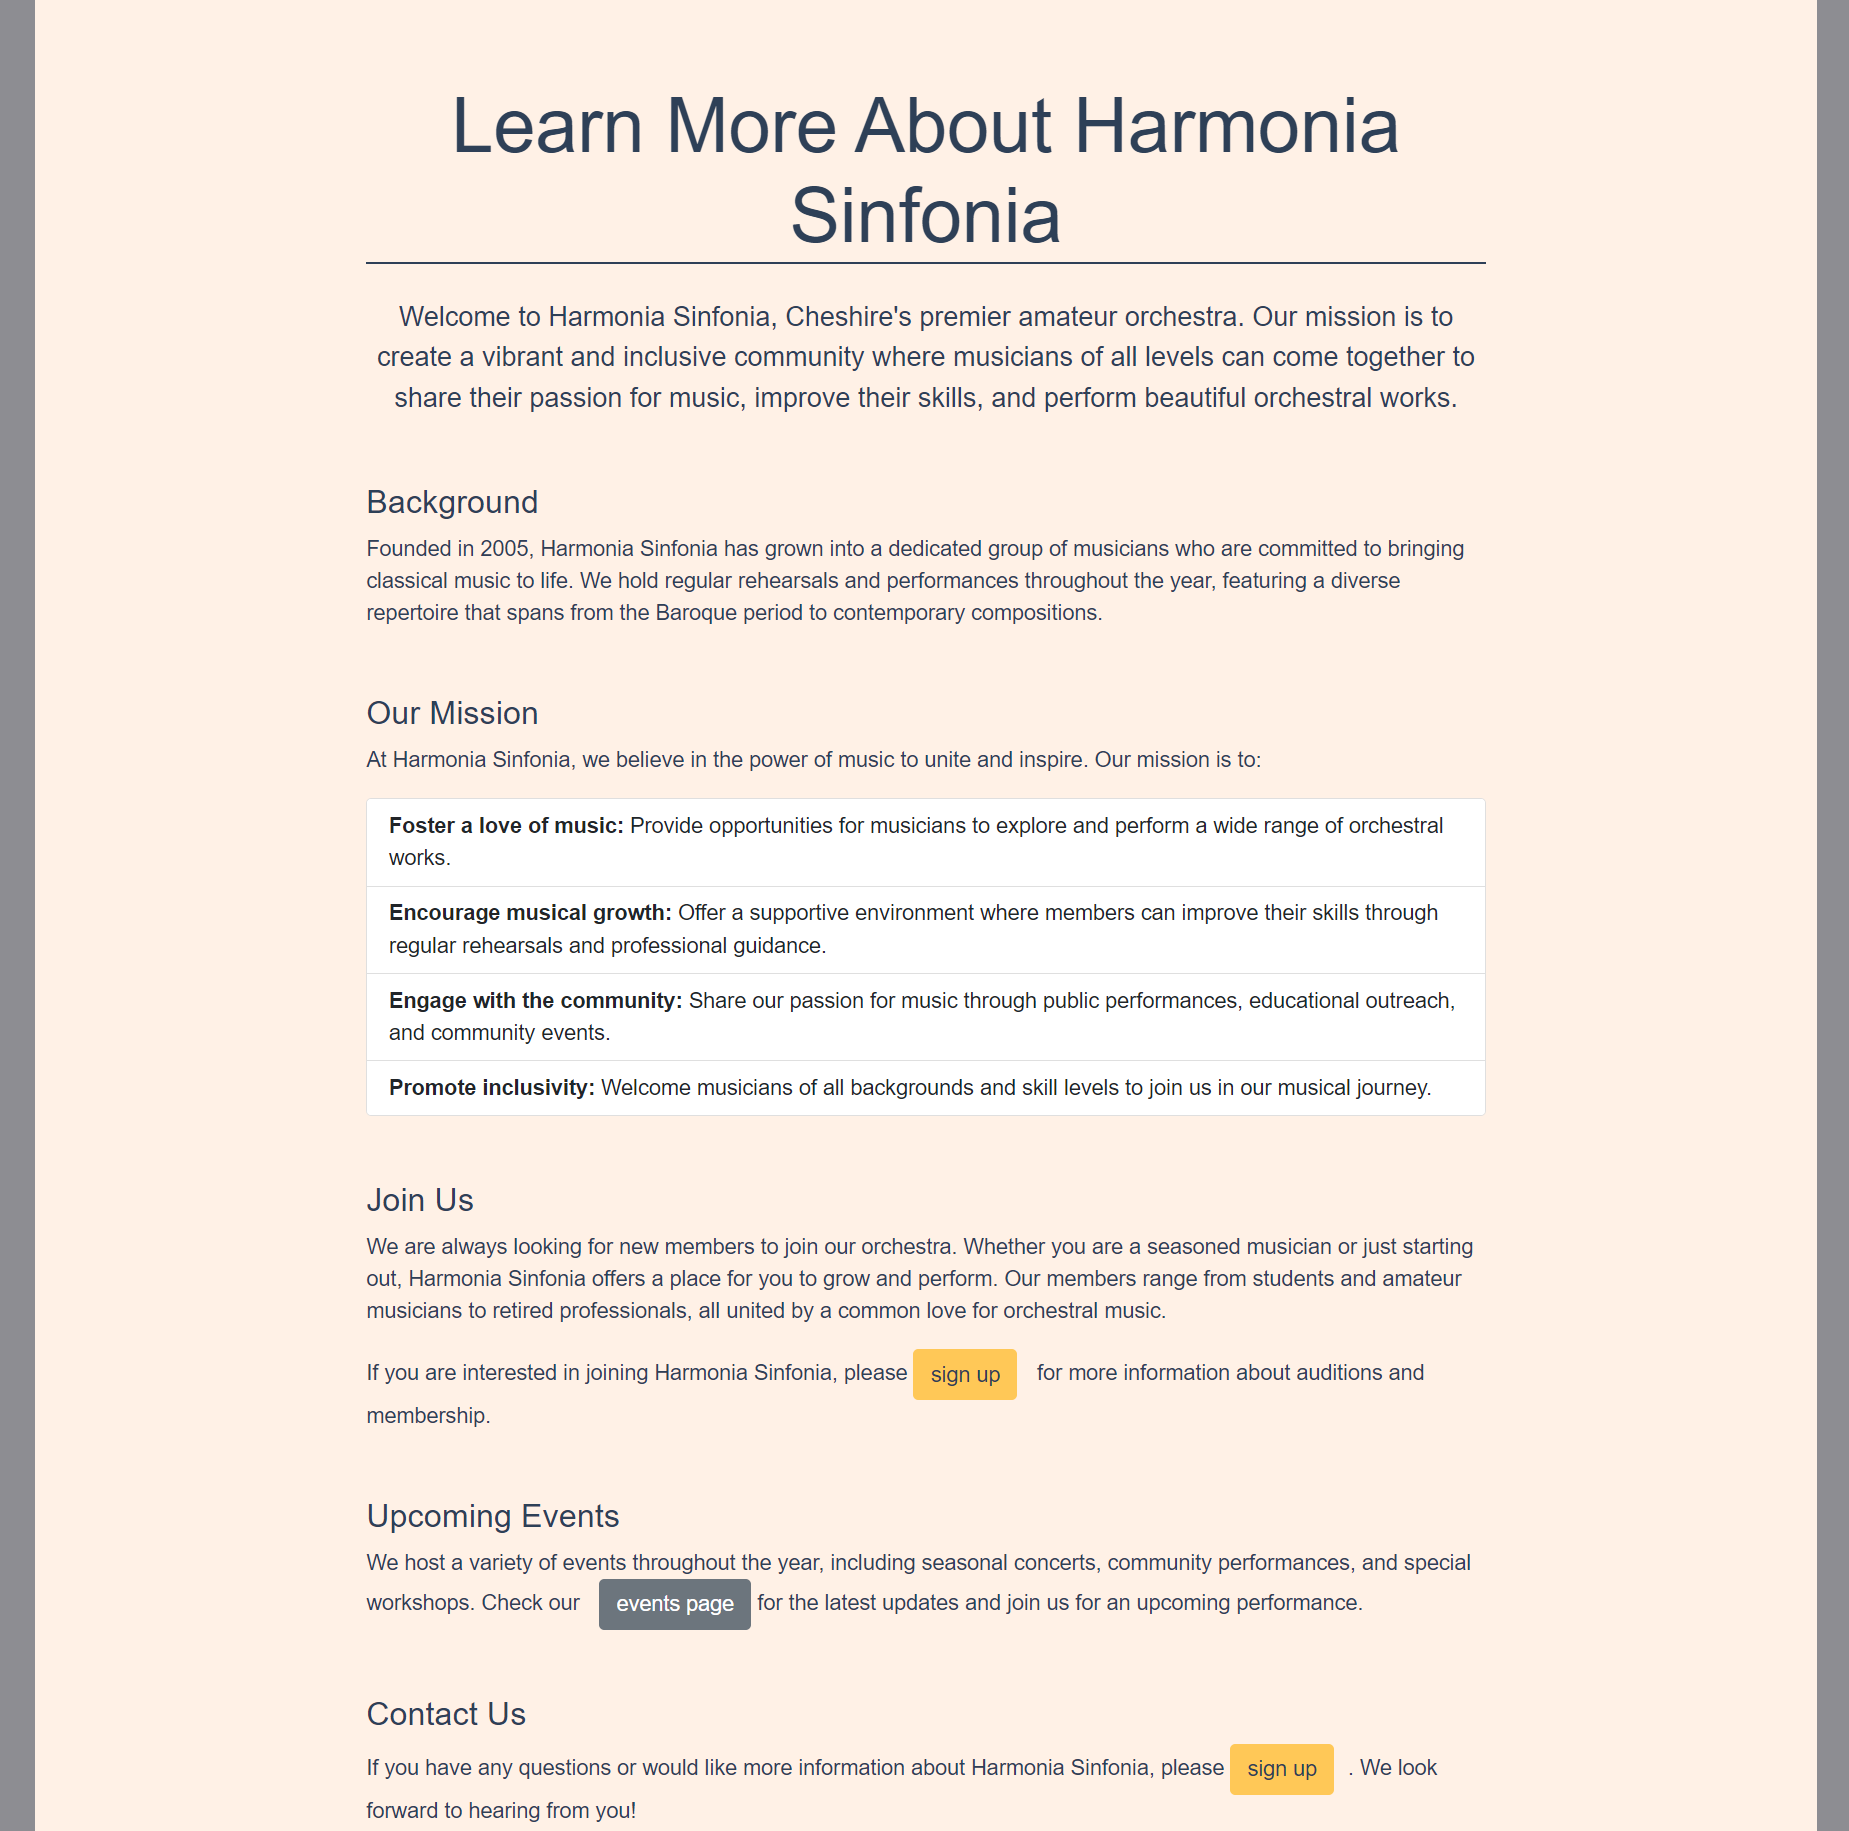 Learn More About Harmonia
Sinfonia
Welcome to Harmonia Sinfonia, Cheshire's premier amateur orchestra. Our mission is to
create a vibrant and inclusive community where musicians of all levels can come together to
share their passion for music, improve their skills, and perform beautiful orchestral works.
Background
Founded in 2005, Harmonia Sinfonia has grown into a dedicated group of musicians who are committed to bringing
classical music to life. We hold regular rehearsals and performances throughout the year, featuring a diverse
repertoire that spans from the Baroque period to contemporary compositions.
Our Mission
At Harmonia Sinfonia, we believe in the power of music to unite and inspire. Our mission is to:
Foster a love of music: Provide opportunities for musicians to explore and perform a wide range of orchestral
works.
Encourage musical growth: Offer a supportive environment where members can improve their skills through
regular rehearsals and professional guidance.
Engage with the community: Share our passion for music through public performances, educational outreach,
and community events.
Promote inclusivity: Welcome musicians of all backgrounds and skill levels to join us in our musical journey.
Join Us
We are always looking for new members to join our orchestra. Whether you are a seasoned musician or just starting
out, Harmonia Sinfonia offers a place for you to grow and perform. Our members range from students and amateur
musicians to retired professionals, all united by a common love for orchestral music.
If you are interested in joining Harmonia Sinfonia, please sign up for more information about auditions and
membership.
Upcoming Events
We host a variety of events throughout the year, including seasonal concerts, community performances, and special
workshops. Check our events page for the latest updates and join us for an upcoming performance.
Contact Us
If you have any questions or would like more information about Harmonia Sinfonia, please sign up . We look
forward to hearing from you!